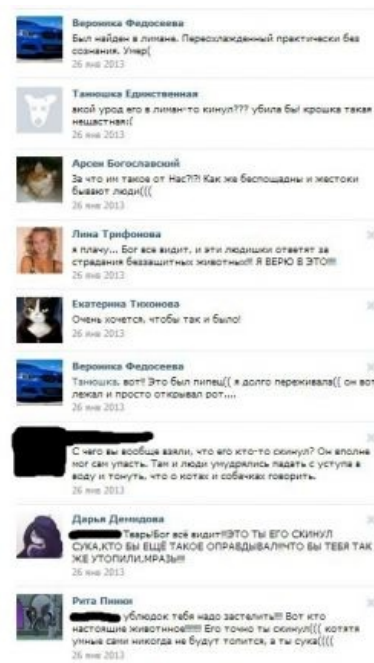 Вероника Федосеева
Был найден в лимане. Переохлажденный практически без
сознания. Умер(
26 янв 2013
Танюшка Единственная
акой урод его в лиман-то кинул??? убила бы! крошка такая
нещастная:(
26 янв 2013
Арсен Богославский
За что им такое от Нас?!?! Как же беспощадны и жестоки
бывают люди(((
26 янв 2013
Лина Трифонова
я плачу... Бог все видит, и эти людишки ответят за
страдания беззащитных животных!!! Я ВЕРЮ В ЭТО!!!!
26 янв 2013
Екатерина Тихонова
Очень хочется, чтобы так и было!
26 янв 2013
Вероника Федосеева
Танюшка, вот!! Это был пипец(( я долго переживала(( он вот
лежал и просто открывал рот....
26 янв 2013
С чего вы вообще взяли, что его кто-то скинул? Он вполне
мог сам упасть. Там и люди умудрялись падать с уступа в
воду и тонуть, что о котах и собачках говорить.
26 янв 2013
Дарья Демидова
Тварь!Бог всё видит!!!ЭТО ТЫ ЕГО СКИНУЛ
СУКА,КТО БЫ ЕЩЁ ТАКОЕ ОПРАВДЫВАЛ!ЧТО БЫ ТЕБЯ ТАК
ЖЕ УТОПИЛИ,МРАЗЬ!!!
26 янв 2013
Рита Пинки
ублюдок тебя надо застелить!!! Вот кто
настоящие животнное!!!!!! Его точно ты скинул((( котятя
умные сами никогда не будут топится, а ты сука((((
26 янв 2013